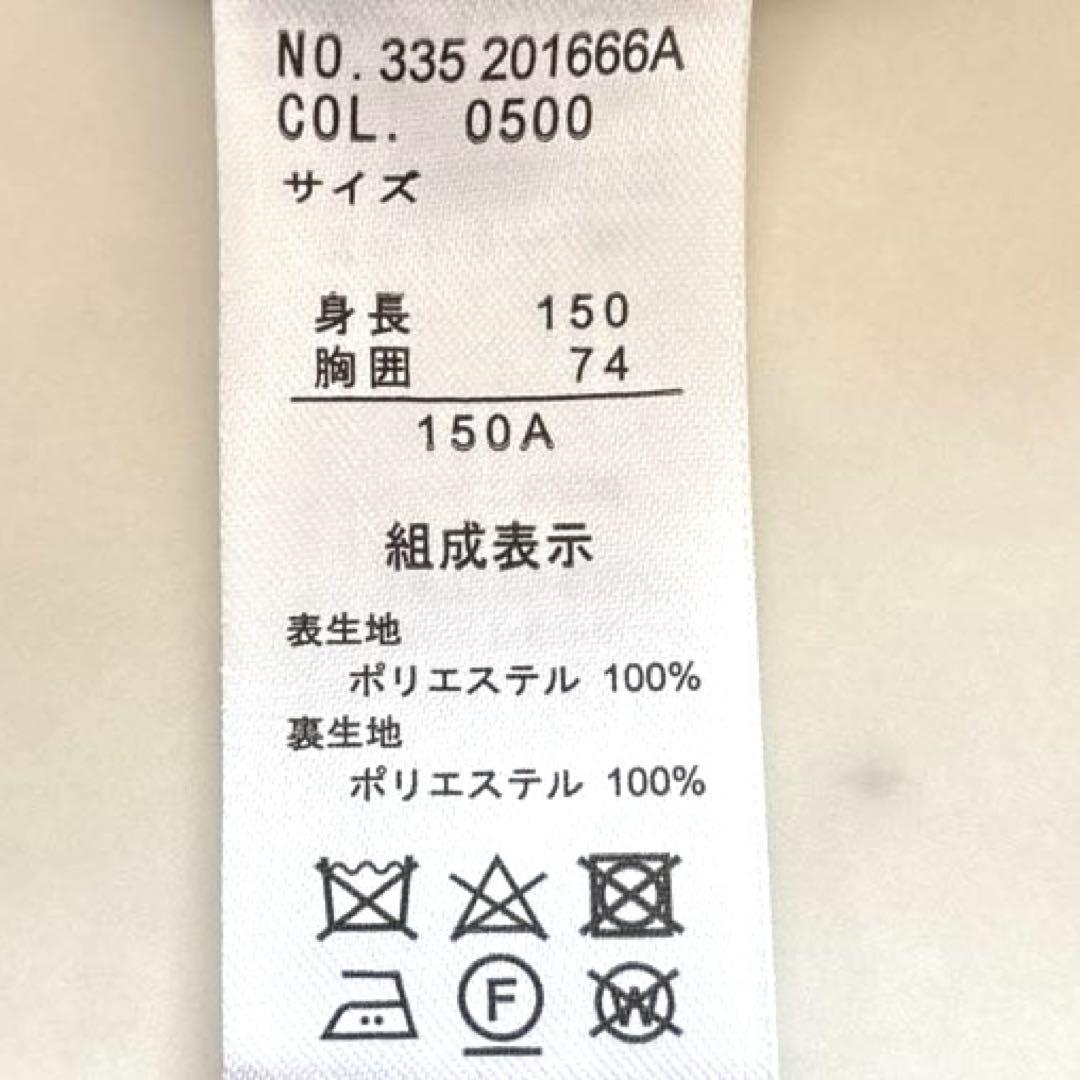 NO. 335 201666A
COL. 0500
サイズ
身長 150
胸囲 74
150A
組成表示
表生地
ポリエステル 100%
裏生地
ポリエステル 100%
F
W